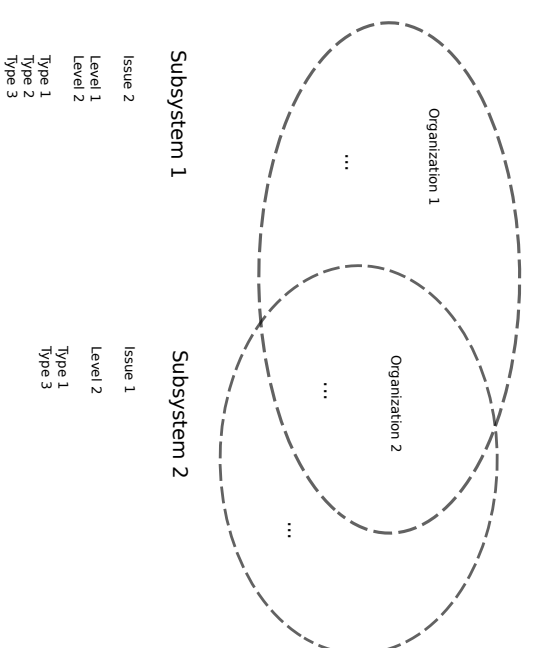 Organization 1
...
Organization 2
...
...
Subsystem 1
Issue 2
Level 1
Level 2
Type 1
Type 2
Type 3
Subsystem 2
Issue 1
Level 2
Type 1
Type 3